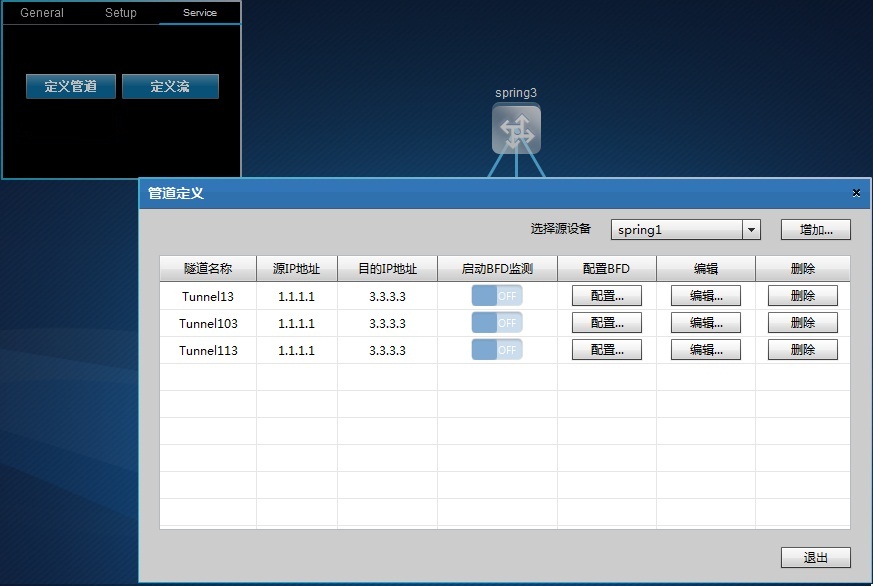 General Setup Service
定义管道 定义流
spring3
管道定义 ×
选择源设备 spring1 增加...
隧道名称 源IP地址 目的IP地址 启动BFD监测 配置BFD 编辑 删除
Tunnel13 1.1.1.1 3.3.3.3 OFF 配置... 编辑... 删除
Tunnel103 1.1.1.1 3.3.3.3 OFF 配置... 编辑... 删除
Tunnel113 1.1.1.1 3.3.3.3 OFF 配置... 编辑... 删除
退出